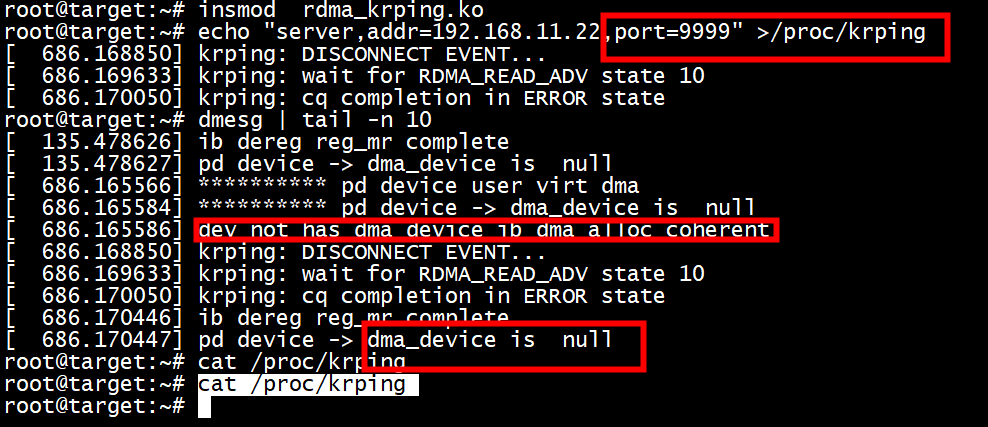 root@target:~# insmod  rdma_krping.ko
root@target:~# echo "server,addr=192.168.11.22,port=9999" >/proc/krping
[  686.168850] krping: DISCONNECT EVENT...
[  686.169633] krping: wait for RDMA_READ_ADV state 10
[  686.170050] krping: cq completion in ERROR state
root@target:~# dmesg | tail -n 10
[  135.478626] ib dereg reg_mr complete
[  135.478627] pd device -> dma_device is  null
[  686.165566] ********** pd device user virt dma
[  686.165584] ********** pd device -> dma_device is  null
[  686.165586] dev not has dma device ib dma alloc coherent
[  686.168850] krping: DISCONNECT EVENT...
[  686.169633] krping: wait for RDMA_READ_ADV state 10
[  686.170050] krping: cq completion in ERROR state
[  686.170446] ib dereg reg_mr complete
[  686.170447] pd device -> dma_device is  null
root@target:~# cat /proc/krping
root@target:~# cat /proc/krping
root@target:~#